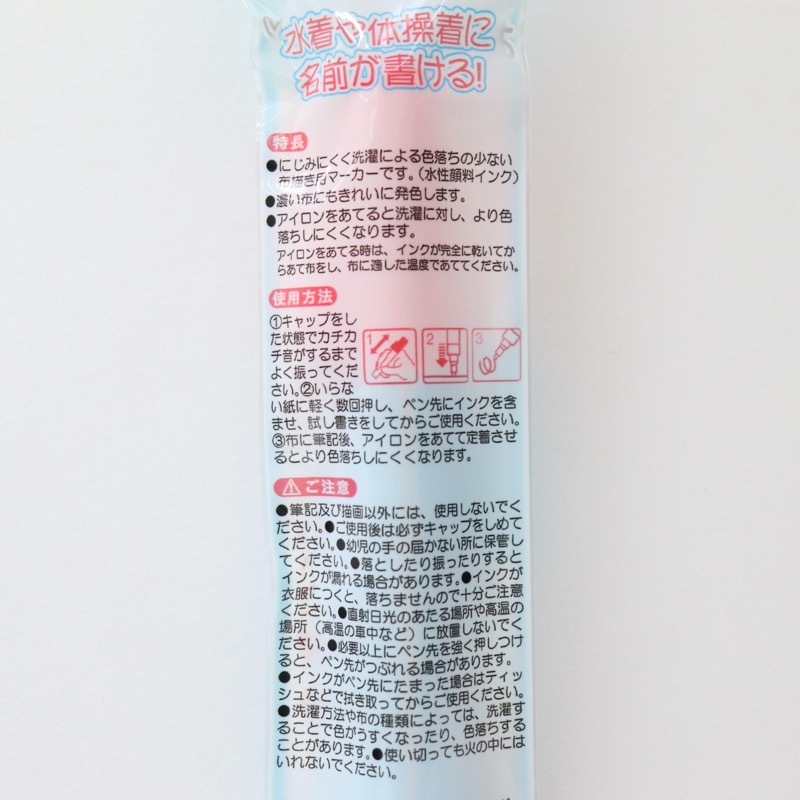 水着や体操着に
名前が書ける!
特長
●にじみにくく洗濯による色落ちの少ない
布描き用マーカーです。(水性顔料インク)
●濃い布にもきれいに発色します。
●アイロンをあてると洗濯に対し、より色
落ちしにくくなります。
アイロンをあてる時は、インクが完全に乾いてか
らあて布をし、布に適した温度であててください。
使用方法
①キャップをし
た状態でカチカ
チ音がするまで
よく振ってくだ
さい。②いらな
1
2
3
い紙に軽く数回押し、ペン先にインクを含
ませ、試し書きをしてからご使用ください。
③布に筆記後、アイロンをあてて定着させ
るとより色落ちしにくくなります。
ご注意
●筆記及び描画以外には、使用しないでく
ださい。●ご使用後は必ずキャップをしめて
ください。●幼児の手の届かない所に保管し
てください。●落としたり振ったりすると
インクが漏れる場合があります。●インクが
衣服につくと、落ちませんので十分ご注意
ください。●直射日光のあたる場所や高温の
場所(高温の車中など)に放置しないでく
ださい。●必要以上にペン先を強く押しつけ
ると、ペン先がつぶれる場合があります。
●インクがペン先にたまった場合はティッ
シュなどで拭き取ってからご使用ください。
●洗濯方法や布の種類によっては、洗濯す
ることで色がうすくなったり、色落ちする
ことがあります。●使い切っても火の中には
いれないでください。